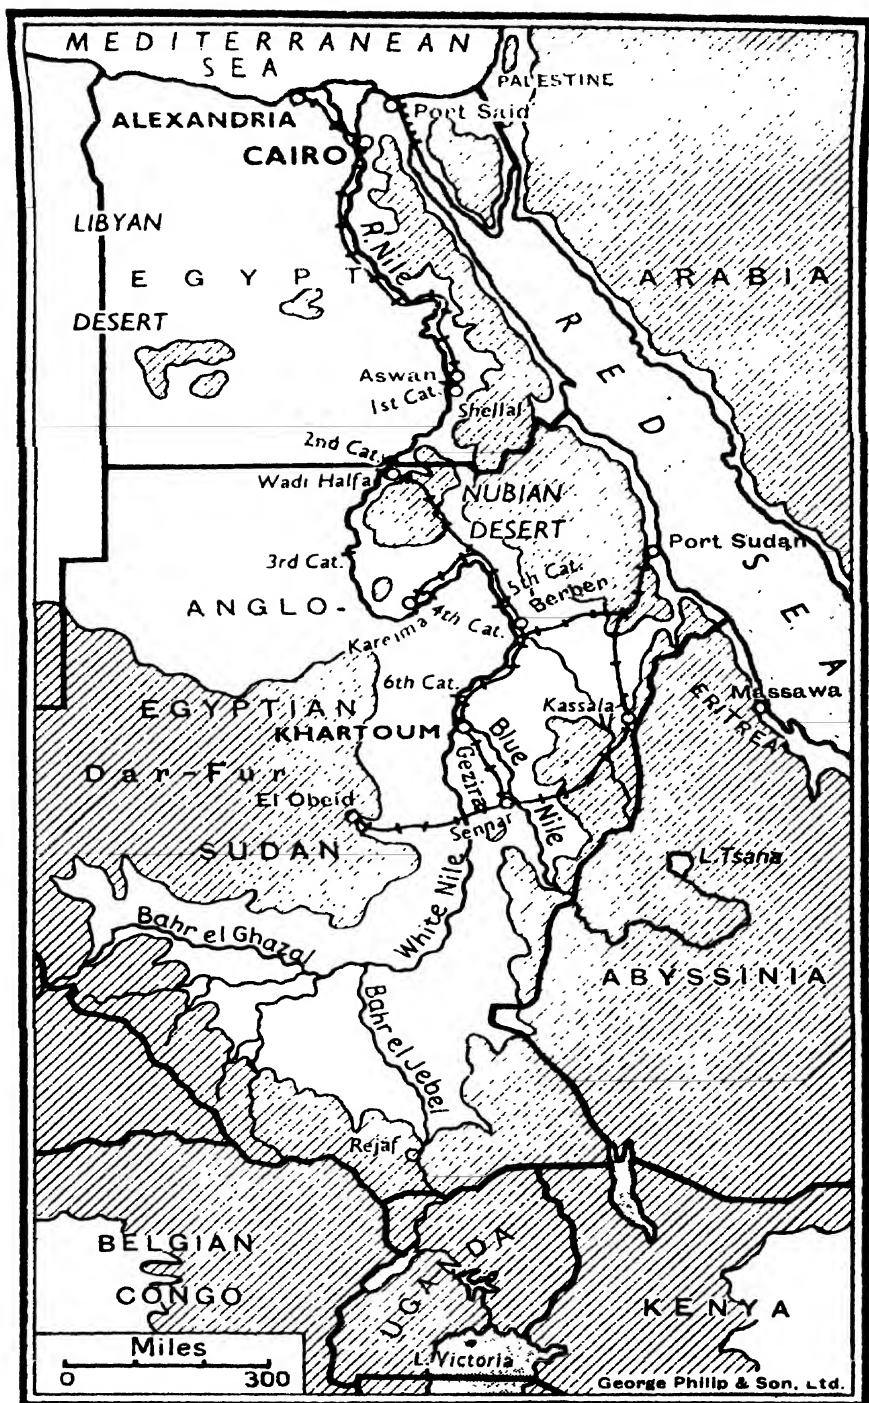 MEDITERRANEAN
SEA
PALESTINE
Port Said
ALEXANDRIA
CAIRO
LIBYAN
R. Nile
EGYPT
ARABIA
DESERT
RED SEA
Aswan
1st Cat.
Shellal
2nd Cat.
Wadi Halfa
NUBIAN
DESERT
Port Sudan
3rd Cat.
5th Cat.
Berben
ANGLO-
Kareima 4th Cat.
6th Cat.
Kassala
Massawa
ERITREA
EGYPTIAN
KHARTOUM
Blue Nile
Gezira
Dar-Fur
El Obeid
Sennar
SUDAN
L. Tsana
White Nile
Bahr el Ghazal
ABYSSINIA
Bahr el Jebel
Rejaf
BELGIAN
CONGO
UGANDA
KENYA
Miles
0 300
L. Victoria
George Philip & Son, Ltd.